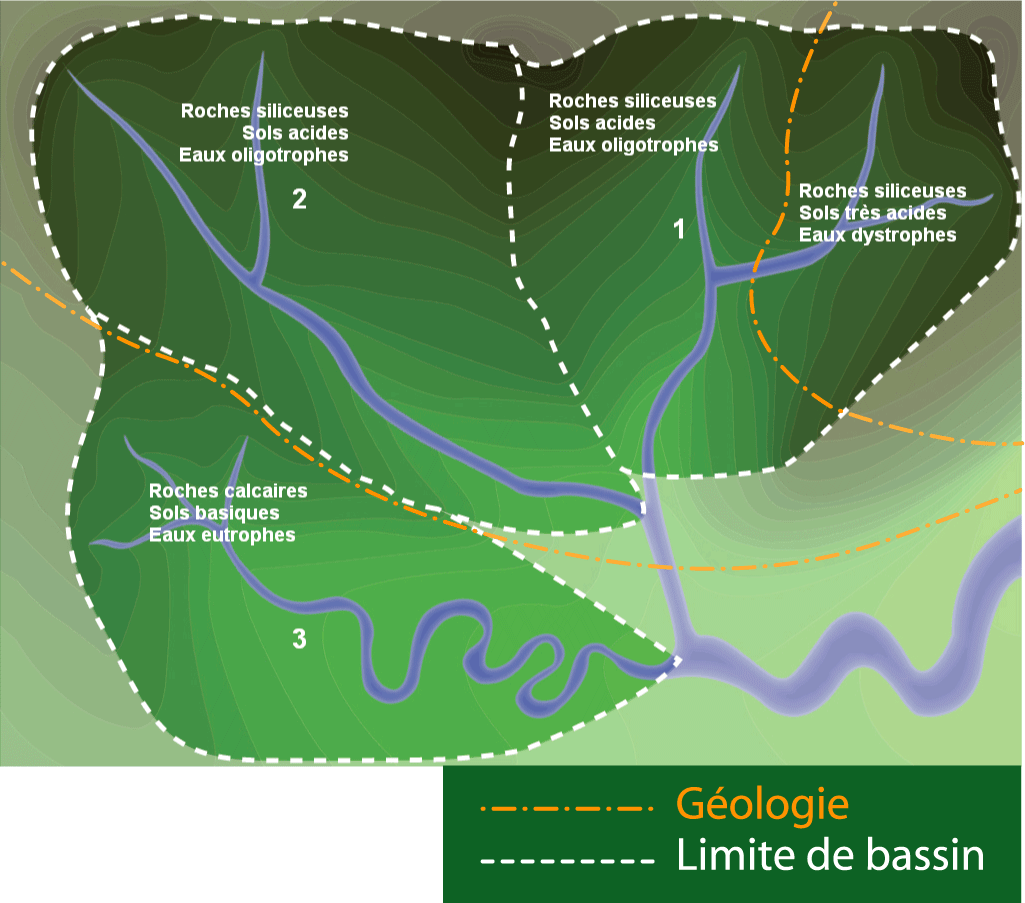 Roches siliceuses
Sols acides
Eaux oligotrophes
2
Roches siliceuses
Sols acides
Eaux oligotrophes
1
Roches siliceuses
Sols très acides
Eaux dystrophes
Roches calcaires
Sols basiques
Eaux eutrophes
3
Géologie
Limite de bassin